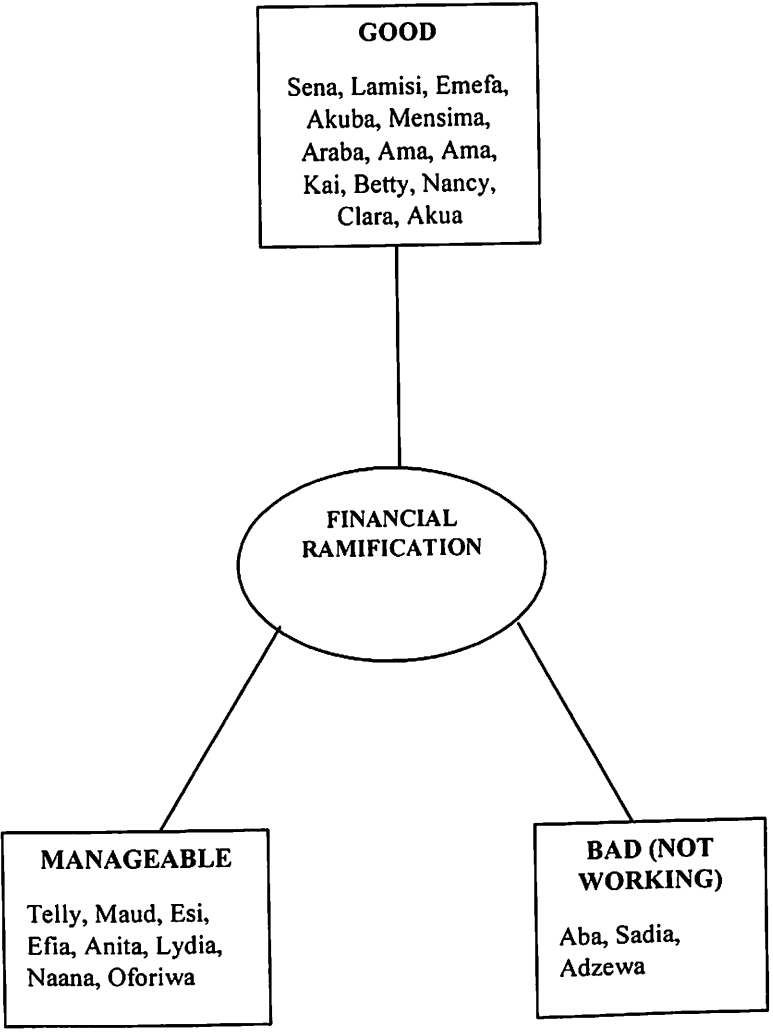 GOOD
Sena, Lamisi, Emefa,
Akuba, Mensima,
Araba, Ama, Ama,
Kai, Betty, Nancy,
Clara, Akua
FINANCIAL
RAMIFICATION
MANAGEABLE
Telly, Maud, Esi,
Efia, Anita, Lydia,
Naana, Oforiwa
BAD (NOT
WORKING)
Aba, Sadia,
Adzewa